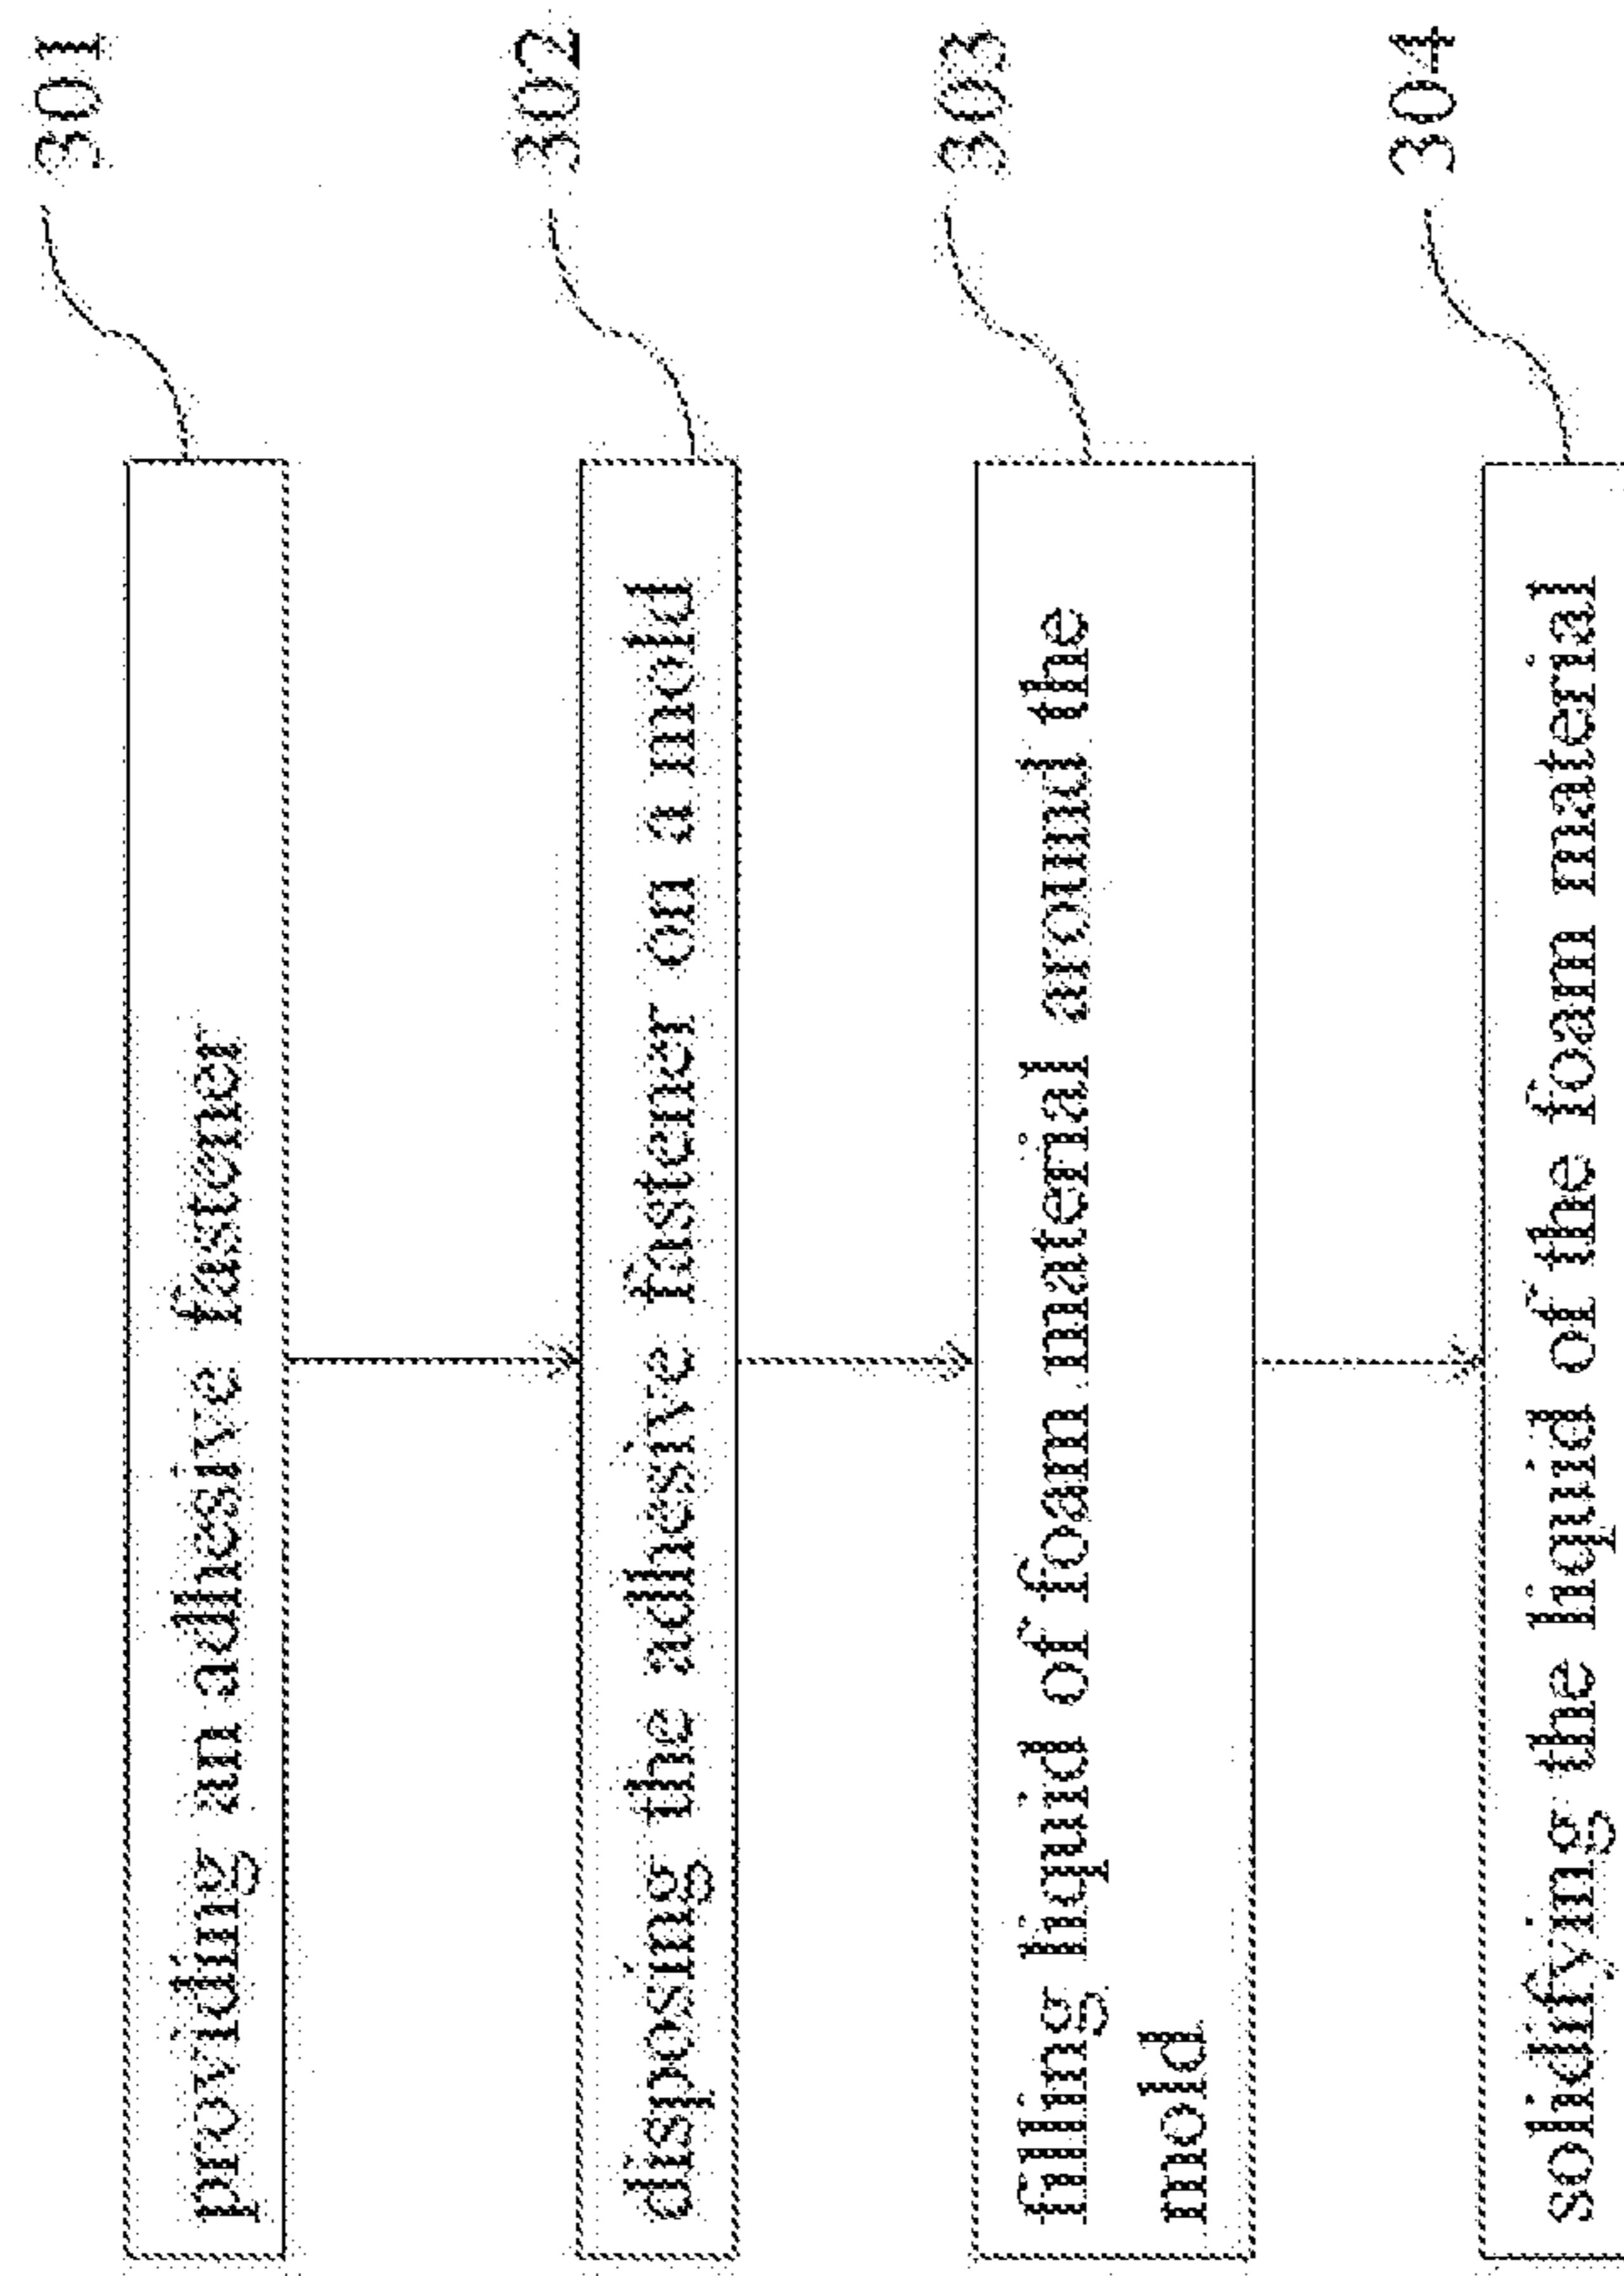 providing an adhesive fastener
301
disposing the adhesive fastener on a mold
302
filling liquid of foam material around the
mold
303
solidifying the liquid of the foam material
304